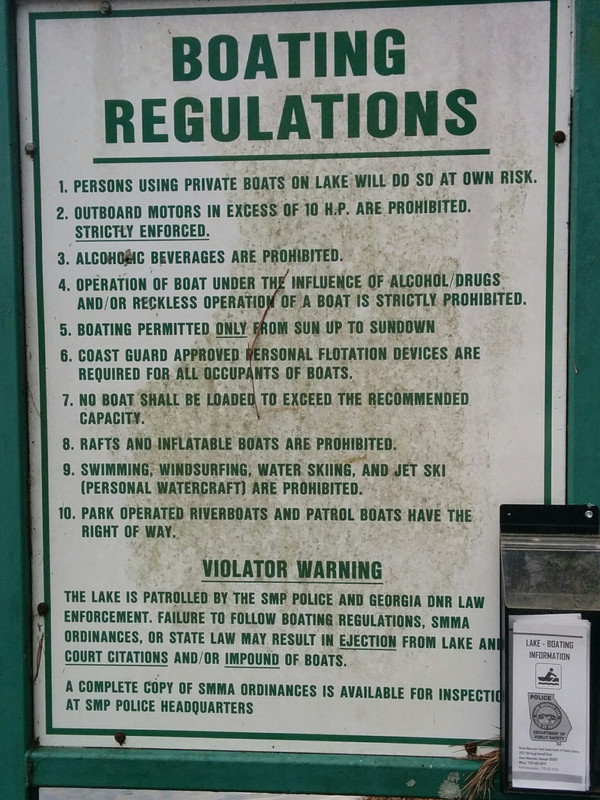 BOATING
REGULATIONS
1. PERSONS USING PRIVATE BOATS ON LAKE WILL DO SO AT OWN RISK.
2. OUTBOARD MOTORS IN EXCESS OF 10 H.P. ARE PROHIBITED.
STRICTLY ENFORCED.
3. ALCOHOLIC BEVERAGES ARE PROHIBITED.
4. OPERATION OF BOAT UNDER THE INFLUENCE OF ALCOHOL/DRUGS
AND/OR RECKLESS OPERATION OF A BOAT IS STRICTLY PROHIBITED.
5. BOATING PERMITTED ONLY FROM SUN UP TO SUNDOWN
6. COAST GUARD APPROVED PERSONAL FLOTATION DEVICES ARE
REQUIRED FOR ALL OCCUPANTS OF BOATS.
7. NO BOAT SHALL BE LOADED TO EXCEED THE RECOMMENDED
CAPACITY.
8. RAFTS AND INFLATABLE BOATS ARE PROHIBITED.
9. SWIMMING, WINDSURFING, WATER SKIING, AND JET SKI
(PERSONAL WATERCRAFT) ARE PROHIBITED.
10. PARK OPERATED RIVERBOATS AND PATROL BOATS HAVE THE
RIGHT OF WAY.
VIOLATOR WARNING
THE LAKE IS PATROLLED BY THE SMP POLICE AND GEORGIA DNR LAW
ENFORCEMENT. FAILURE TO FOLLOW BOATING REGULATIONS, SMMA
ORDINANCES, OR STATE LAW MAY RESULT IN EJECTION FROM LAKE AN
COURT CITATIONS AND/OR IMPOUND OF BOATS.
A COMPLETE COPY OF SMMA ORDINANCES IS AVAILABLE FOR INSPECTIO
AT SMP POLICE HEADQUARTERS
LAKE - BOATING
INFORMATION
POLICE
DEPARTMENT OF
PUBLIC SAFETY